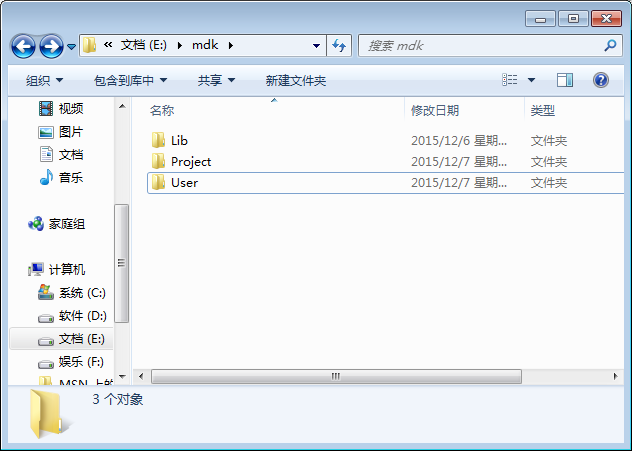 « 文档 (E:) ▸ mdk ▸
搜索 mdk
组织 包含到库中 共享 新建文件夹
名称 修改日期 类型
视频
图片
文档
音乐
家庭组
计算机
系统 (C:)
软件 (D:)
文档 (E:)
娱乐 (F:)
MSN 上的
Lib 2015/12/6 星期... 文件夹
Project 2015/12/7 星期... 文件夹
User 2015/12/7 星期... 文件夹
3 个对象